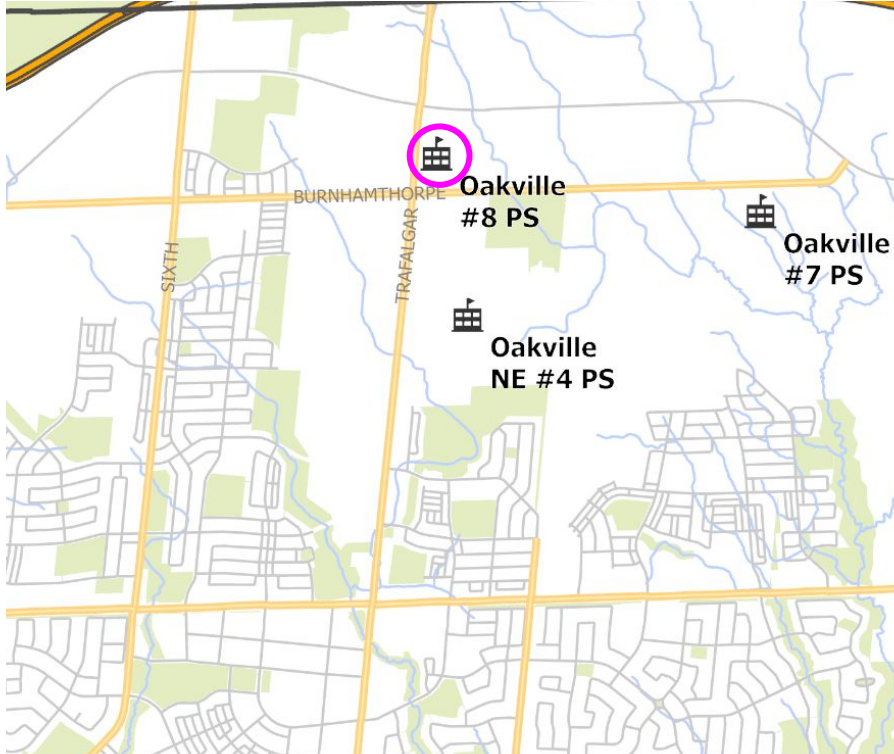 BURNHAMTHORPE
Oakville
#8 PS
SIXTH
TRAFALGAR
Oakville
#7 PS
Oakville
NE #4 PS